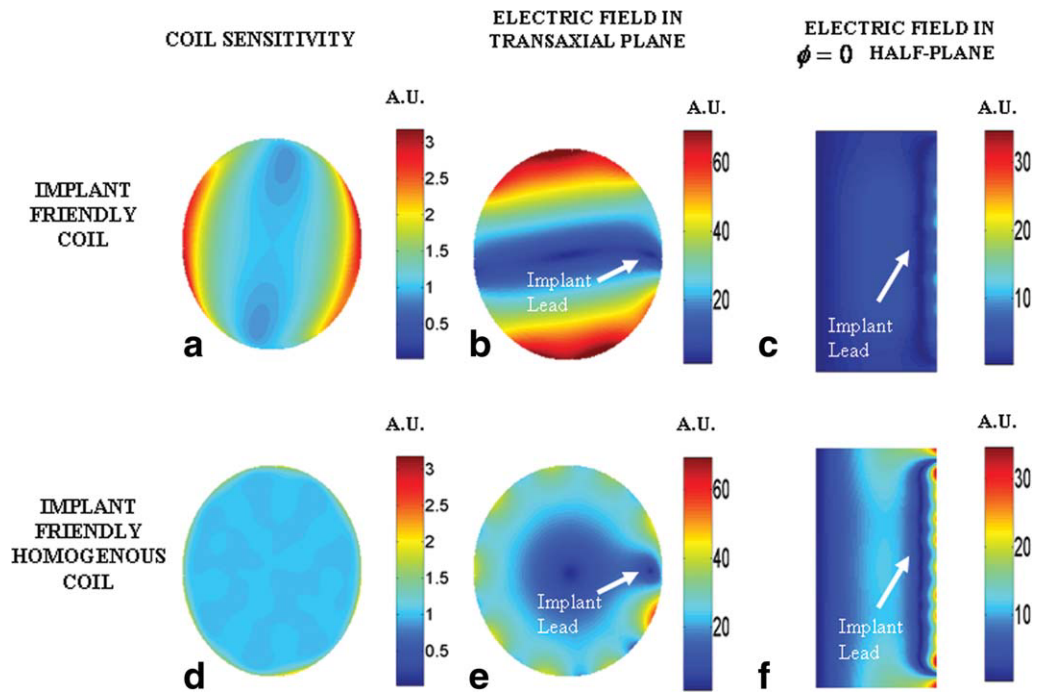 COIL SENSITIVITY
ELECTRIC FIELD IN
TRANSAXIAL PLANE
ELECTRIC FIELD IN
ϕ = 0 HALF-PLANE
IMPLANT
FRIENDLY
COIL
A.U.
3
2.5
2
1.5
1
0.5
a
A.U.
60
40
20
Implant
Lead
b
A.U.
30
20
10
Implant
Lead
c
IMPLANT
FRIENDLY
HOMOGENOUS
COIL
A.U.
3
2.5
2
1.5
1
0.5
d
A.U.
60
40
20
Implant
Lead
e
A.U.
30
20
10
Implant
Lead
f